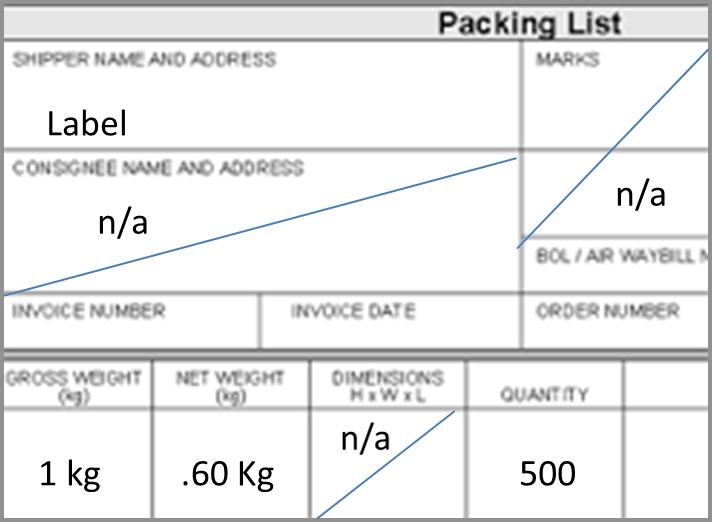 Packing List
SHIPPER NAME AND ADDRESS
MARKS
Label
CONSIGNEE NAME AND ADDRESS
n/a
n/a
BOL / AIR WAYBILL
INVOICE NUMBER
INVOICE DATE
ORDER NUMBER
GROSS WEIGHT
(kg)
NET WEIGHT
(kg)
DIMENSIONS
H x W x L
QUANTITY
1 kg
.60 Kg
n/a
500